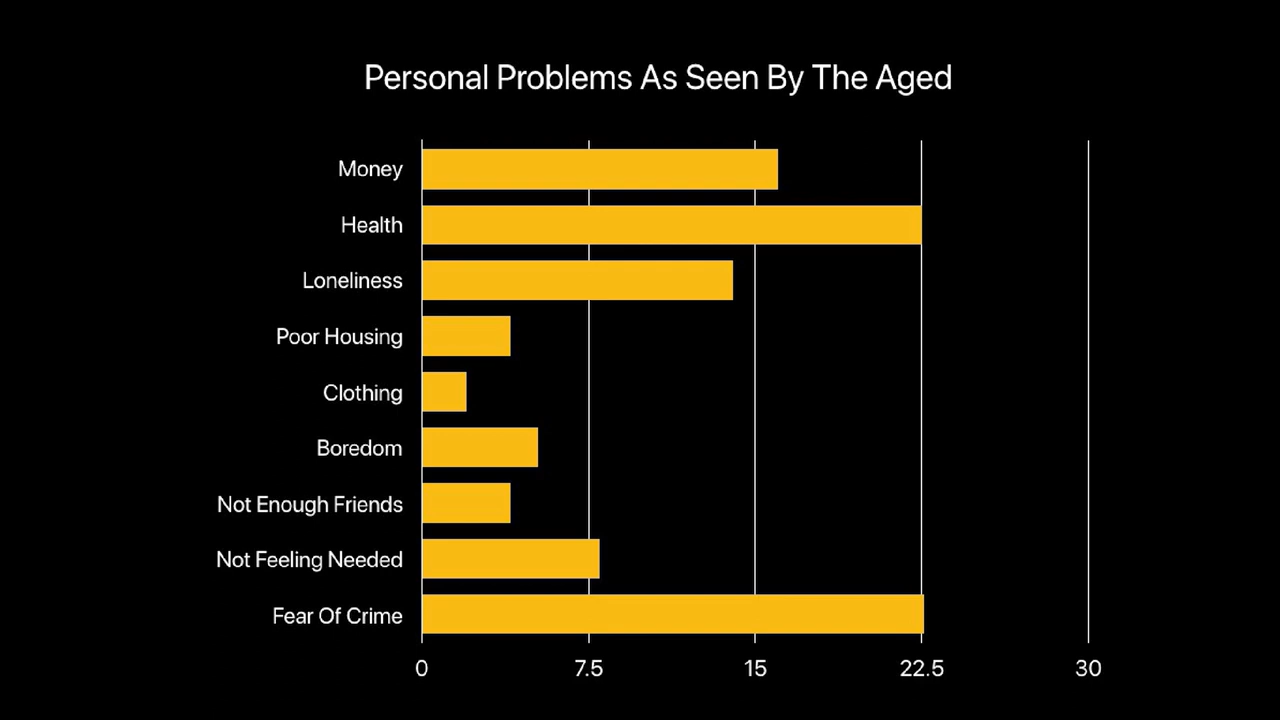 Personal Problems As Seen By The Aged
Money
Health
Loneliness
Poor Housing
Clothing
Boredom
Not Enough Friends
Not Feeling Needed
Fear Of Crime
0 7.5 15 22.5 30